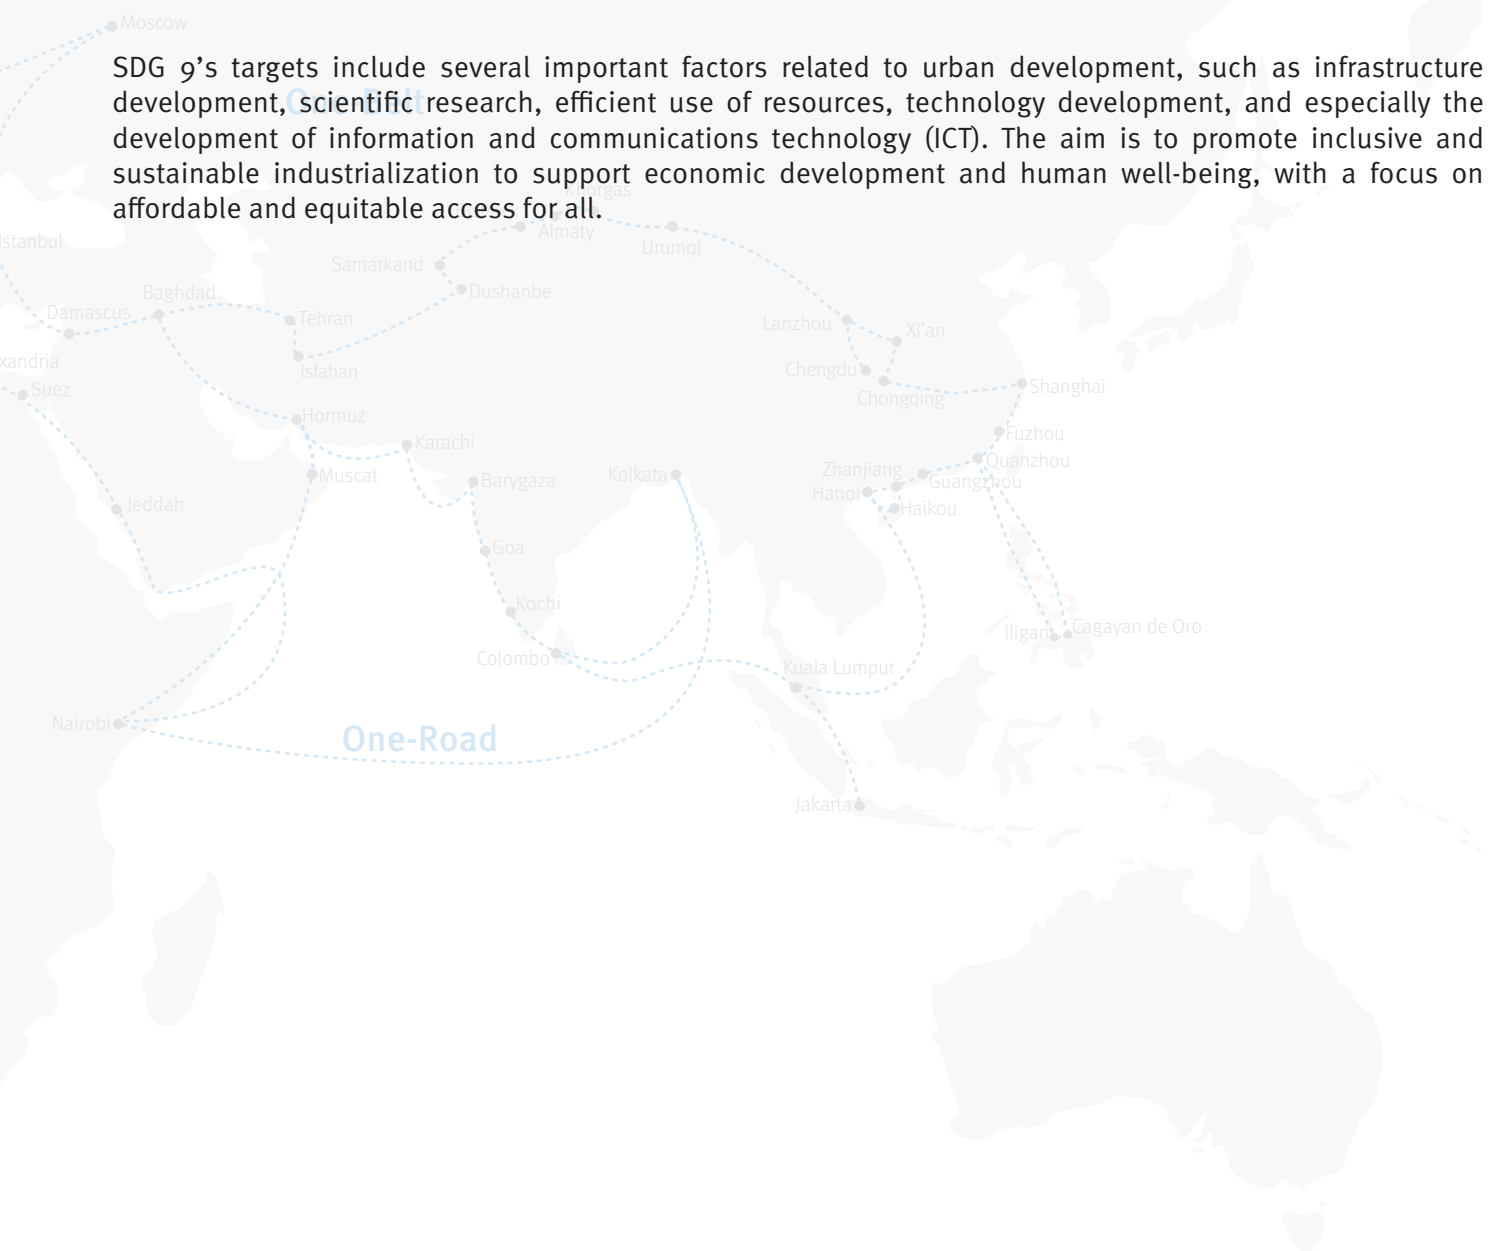 Moscow
SDG 9's targets include several important factors related to urban development, such as infrastructure
development, scientific research, efficient use of resources, technology development, and especially the
development of information and communications technology (ICT). The aim is to promote inclusive and
sustainable industrialization to support economic development and human well-being, with a focus on
affordable and equitable access for all.
One-Belt
Khorgas
Almaty
Istanbul
Urumqi
Samarkand
Dushanbe
Baghdad
Damascus
Tehran
Lanzhou
Xi'an
xandria
Isfahan
Chengdu
Suez
Shanghai
Chongqing
Hormuz
Fuzhou
Karachi
Quanzhou
Muscat
Barygaza
Kolkata
Zhanjiang
Guangzhou
Hanoi
Haikou
Jeddah
Goa
Kochi
Iligan
Cagayan de Oro
Colombo
Kuala Lumpur
Nairobi
One-Road
Jakarta